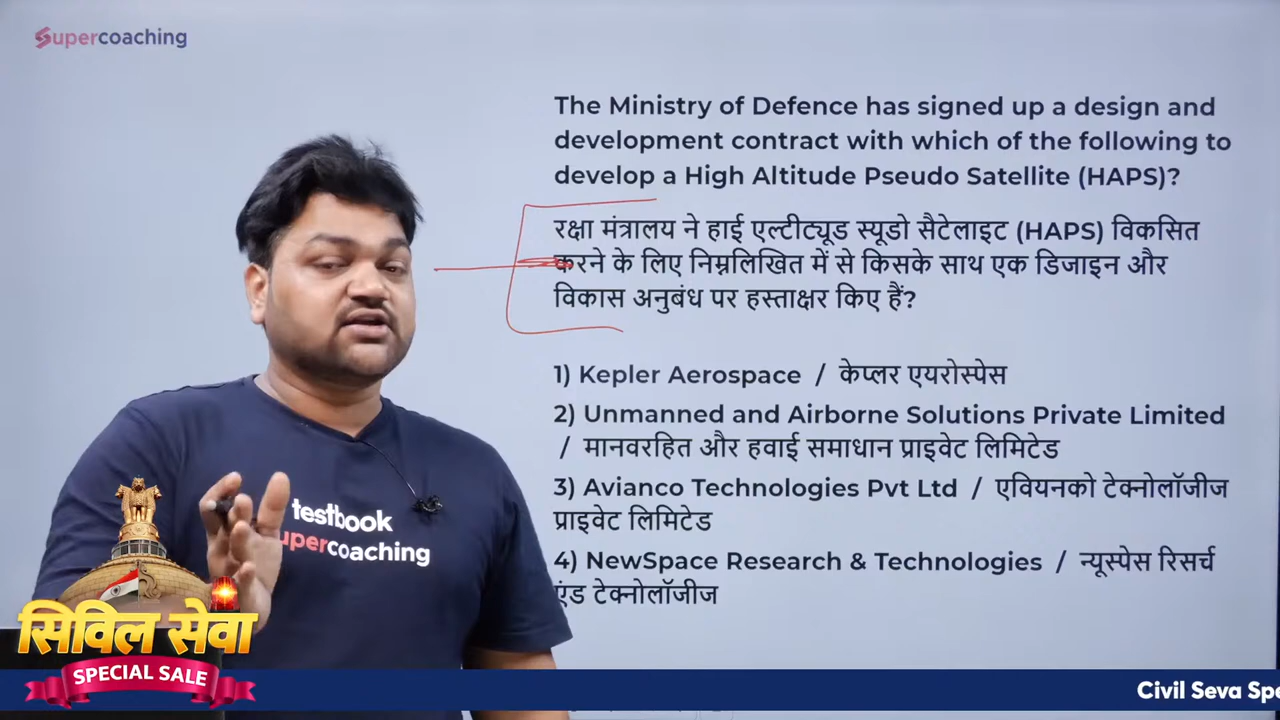 Supercoaching
The Ministry of Defence has signed up a design and
development contract with which of the following to
develop a High Altitude Pseudo Satellite (HAPS)?
रक्षा मंत्रालय ने हाई एल्टीट्यूड स्यूडो सैटेलाइट (HAPS) विकसित
करने के लिए निम्नलिखित में से किसके साथ एक डिजाइन और
विकास अनुबंध पर हस्ताक्षर किए हैं?
1) Kepler Aerospace / केप्लर एयरोस्पेस
2) Unmanned and Airborne Solutions Private Limited
/ मानवरहित और हवाई समाधान प्राइवेट लिमिटेड
3) Avianco Technologies Pvt Ltd / एवियनको टेक्नोलॉजीज
प्राइवेट लिमिटेड
4) NewSpace Research & Technologies / न्यूस्पेस रिसर्च
एंड टेक्नोलॉजीज
testbook
supercoaching
सिविल सेवा
SPECIAL SALE
Civil Seva Spe